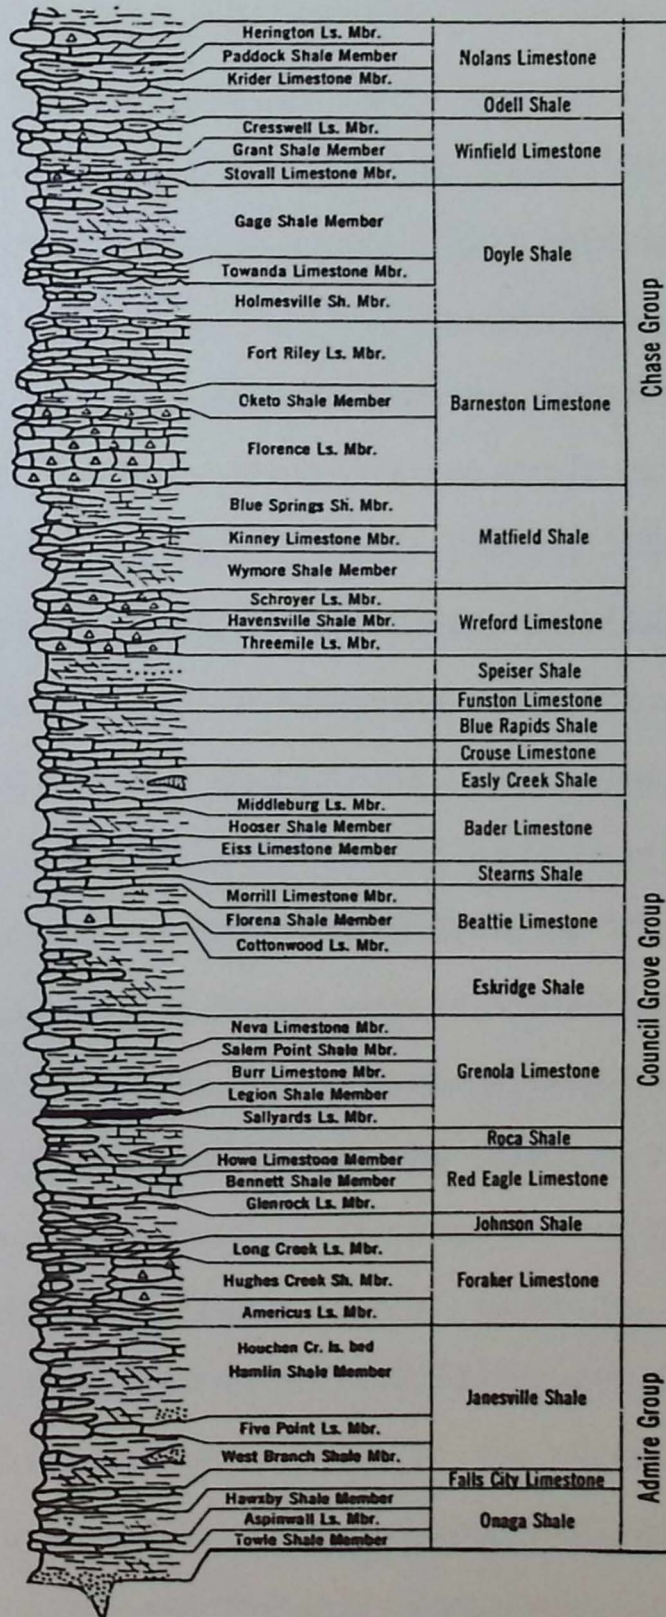 Herington Ls. Mbr.
Paddock Shale Member
Krider Limestone Mbr.
Nolans Limestone
Odell Shale
Cresswell Ls. Mbr.
Grant Shale Member
Stovall Limestone Mbr.
Winfield Limestone
Gage Shale Member
Towanda Limestone Mbr.
Holmesville Sh. Mbr.
Doyle Shale
Fort Riley Ls. Mbr.
Oketo Shale Member
Florence Ls. Mbr.
Barneston Limestone
Blue Springs Sh. Mbr.
Kinney Limestone Mbr.
Wymore Shale Member
Matfield Shale
Schroyer Ls. Mbr.
Havensville Shale Mbr.
Threemile Ls. Mbr.
Wreford Limestone
Chase Group
Speiser Shale
Funston Limestone
Blue Rapids Shale
Crouse Limestone
Easly Creek Shale
Middleburg Ls. Mbr.
Hooser Shale Member
Eiss Limestone Member
Bader Limestone
Stearns Shale
Morrill Limestone Mbr.
Florena Shale Member
Cottonwood Ls. Mbr.
Beattie Limestone
Eskridge Shale
Neva Limestone Mbr.
Salem Point Shale Mbr.
Burr Limestone Mbr.
Legion Shale Member
Sallyards Ls. Mbr.
Grenola Limestone
Roca Shale
Howe Limestone Member
Bennett Shale Member
Glenrock Ls. Mbr.
Red Eagle Limestone
Johnson Shale
Long Creek Ls. Mbr.
Hughes Creek Sh. Mbr.
Americus Ls. Mbr.
Foraker Limestone
Council Grove Group
Houchen Cr. ls. bed
Hamlin Shale Member
Five Point Ls. Mbr.
West Branch Shale Mbr.
Janesville Shale
Falls City Limestone
Hawxby Shale Member
Aspinwall Ls. Mbr.
Towle Shale Member
Onaga Shale
Admire Group